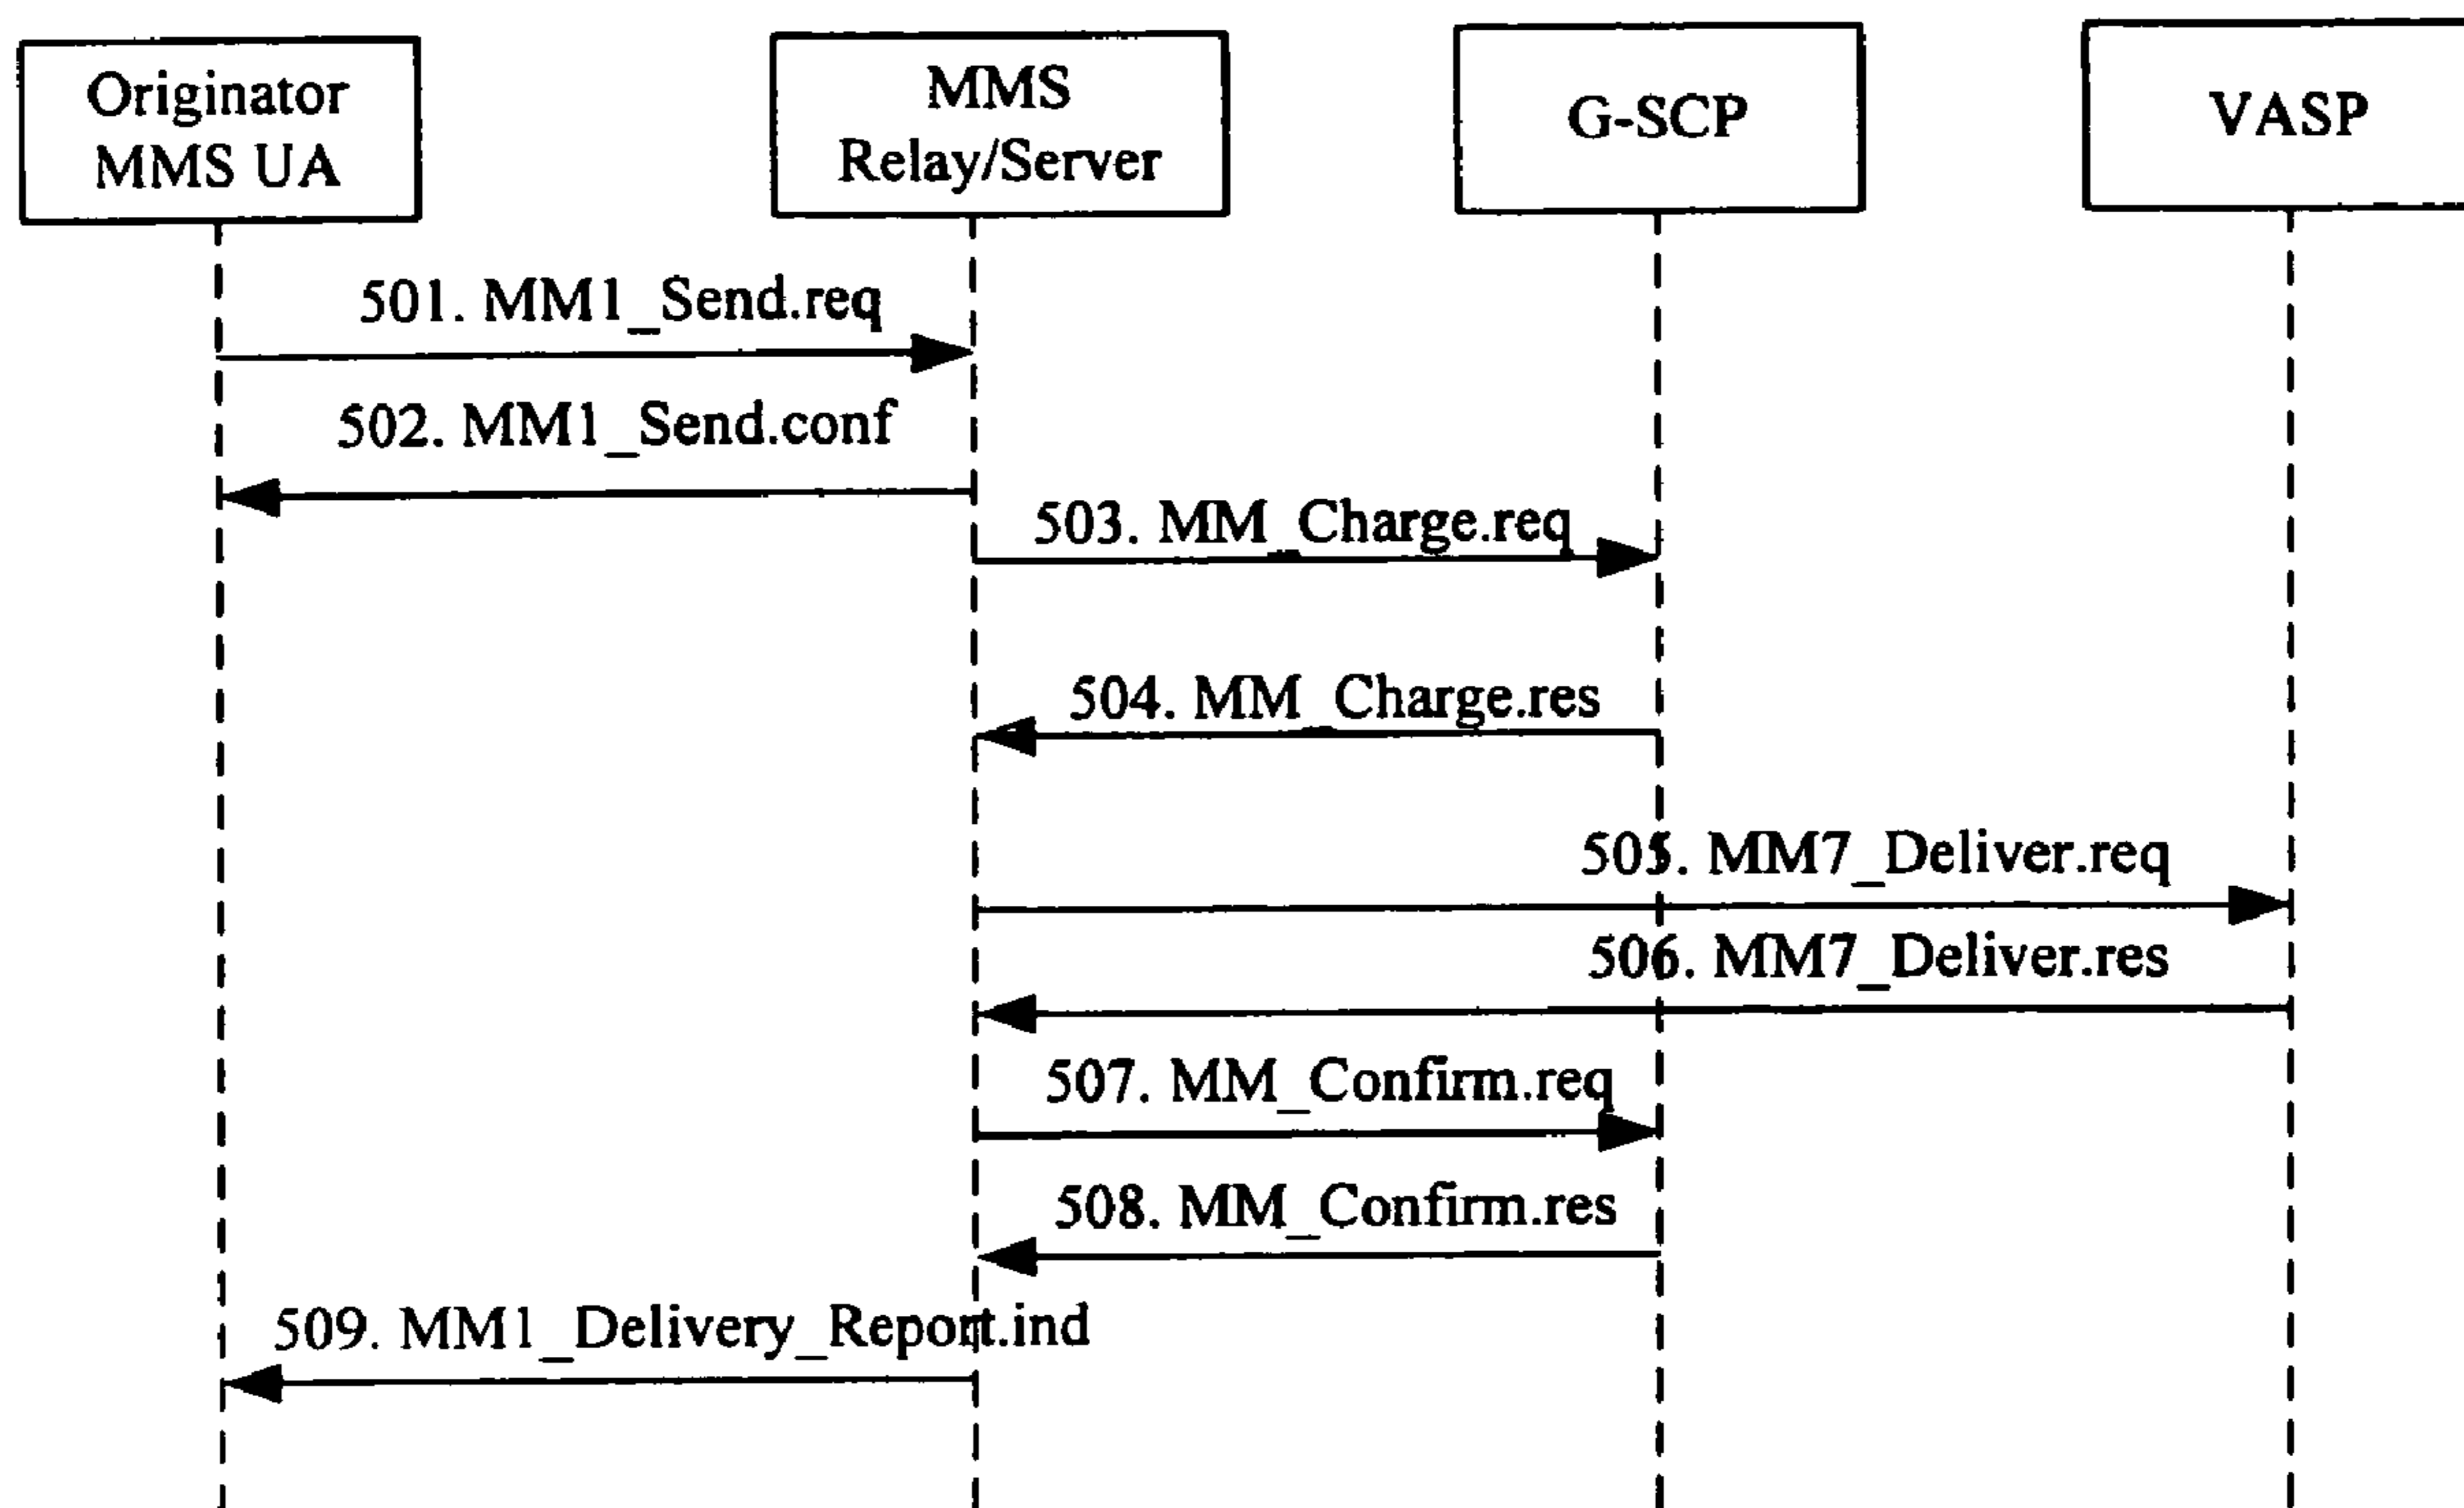 Originator
MMS UA
MMS
Relay/Server
G-SCP
VASP
501. MM1_Send.req
502. MM1_Send.conf
503. MM_Charge.req
504. MM_Charge.res
505. MM7_Deliver.req
506. MM7_Deliver.res
507. MM_Confirm.req
508. MM_Confirm.res
509. MM1_Delivery_Report.ind